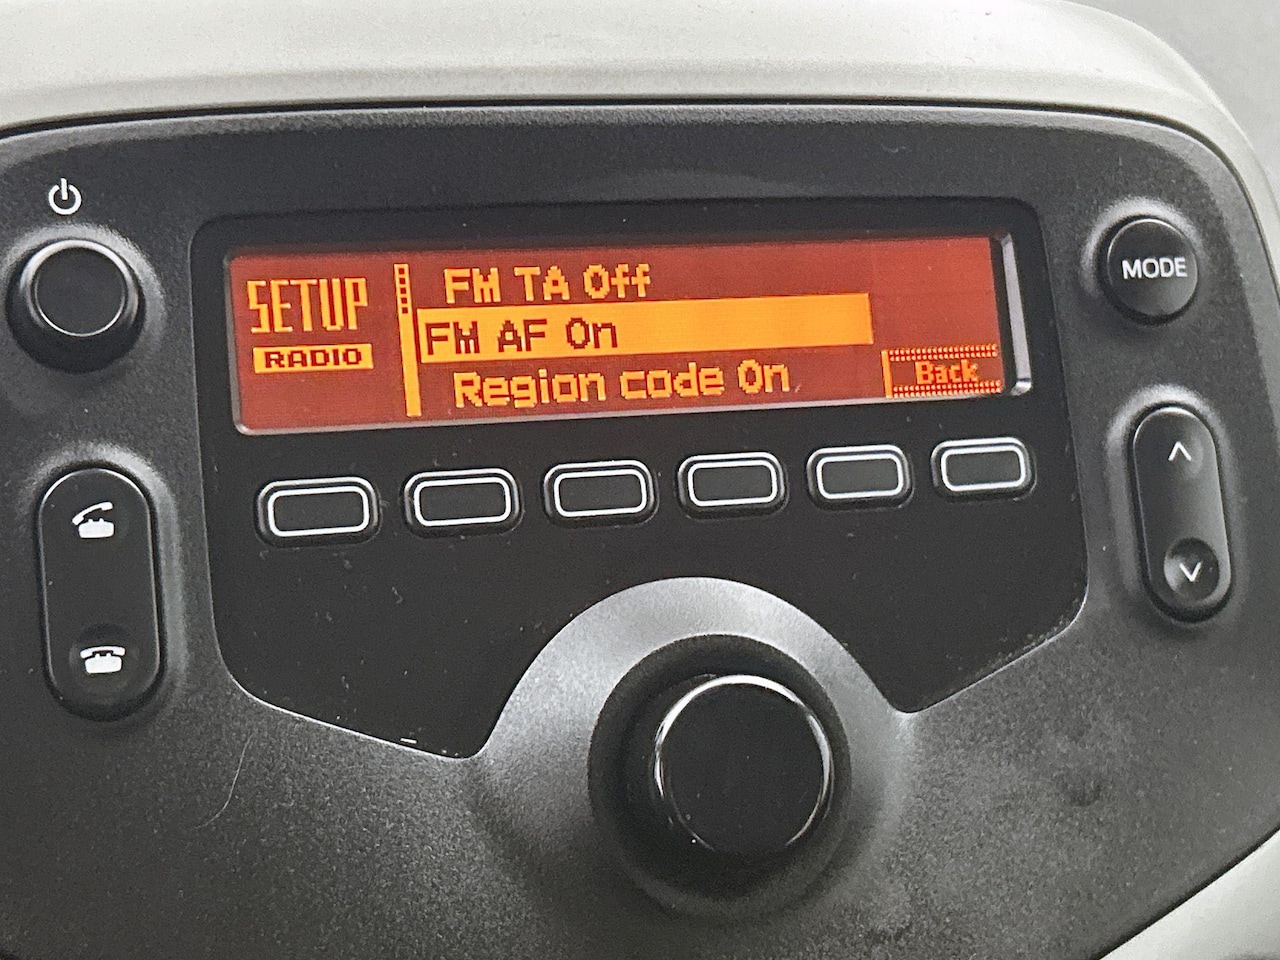 SETUP
RADIO
FM TA Off
FM AF On
Region code On
Back
MODE